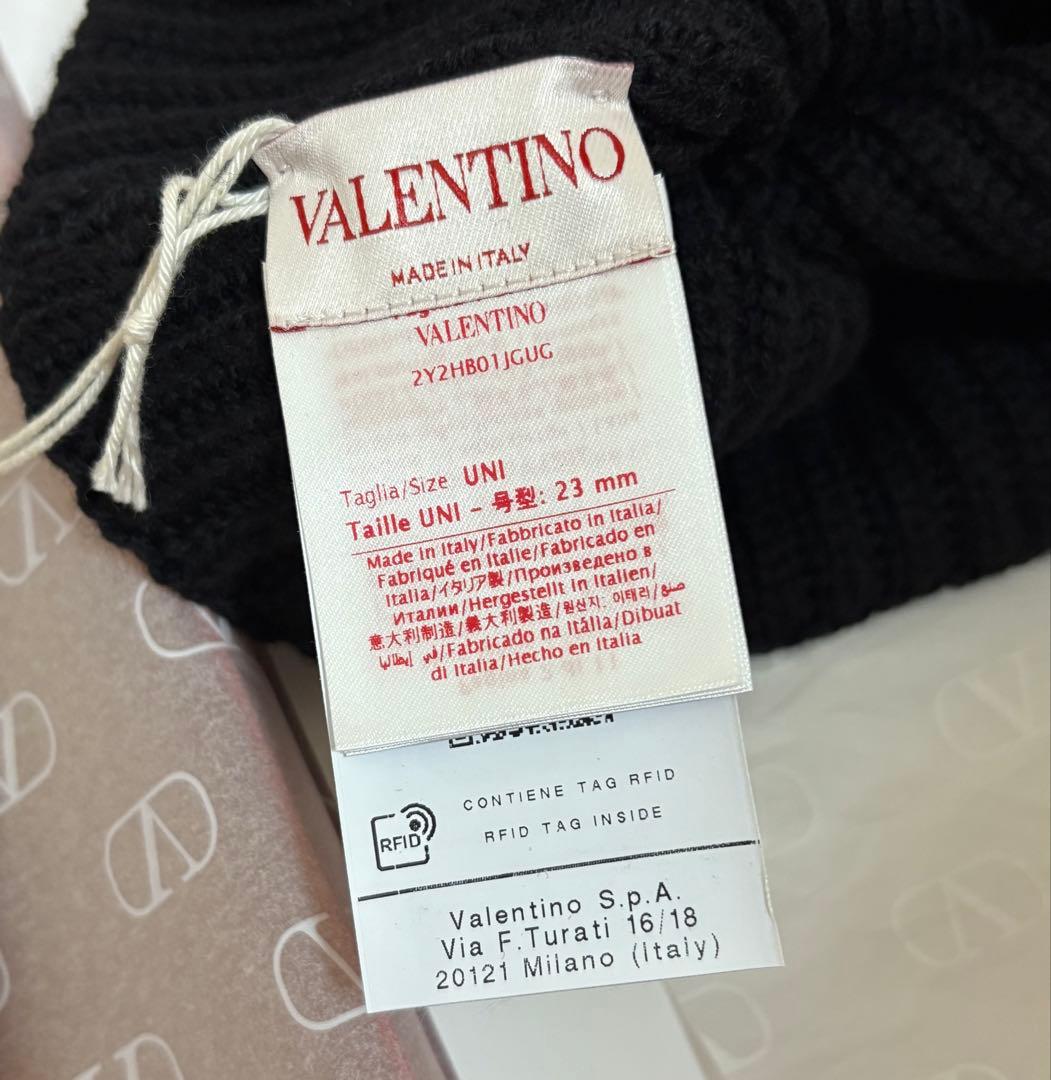 VALENTINO
MADE IN ITALY
VALENTINO
2Y2HB01JGUG
Taglia/Size UNI
Taille UNI - 号型: 23 mm
Made in Italy/Fabbricato in Italia/
Fabriqué en Italie/Fabricado en
Italia/イタリア製/Произведено в
Италии/Hergestellt in Italien/
意大利制造/義大利製造/원산지: 이태리/صنع
في إيطاليا/Fabricado na Itália/Dibuat
di Italia/Hecho en Italia
CONTIENE TAG RFID
RFID
RFID TAG INSIDE
Valentino S.p.A.
Via F.Turati 16/18
20121 Milano (Italy)